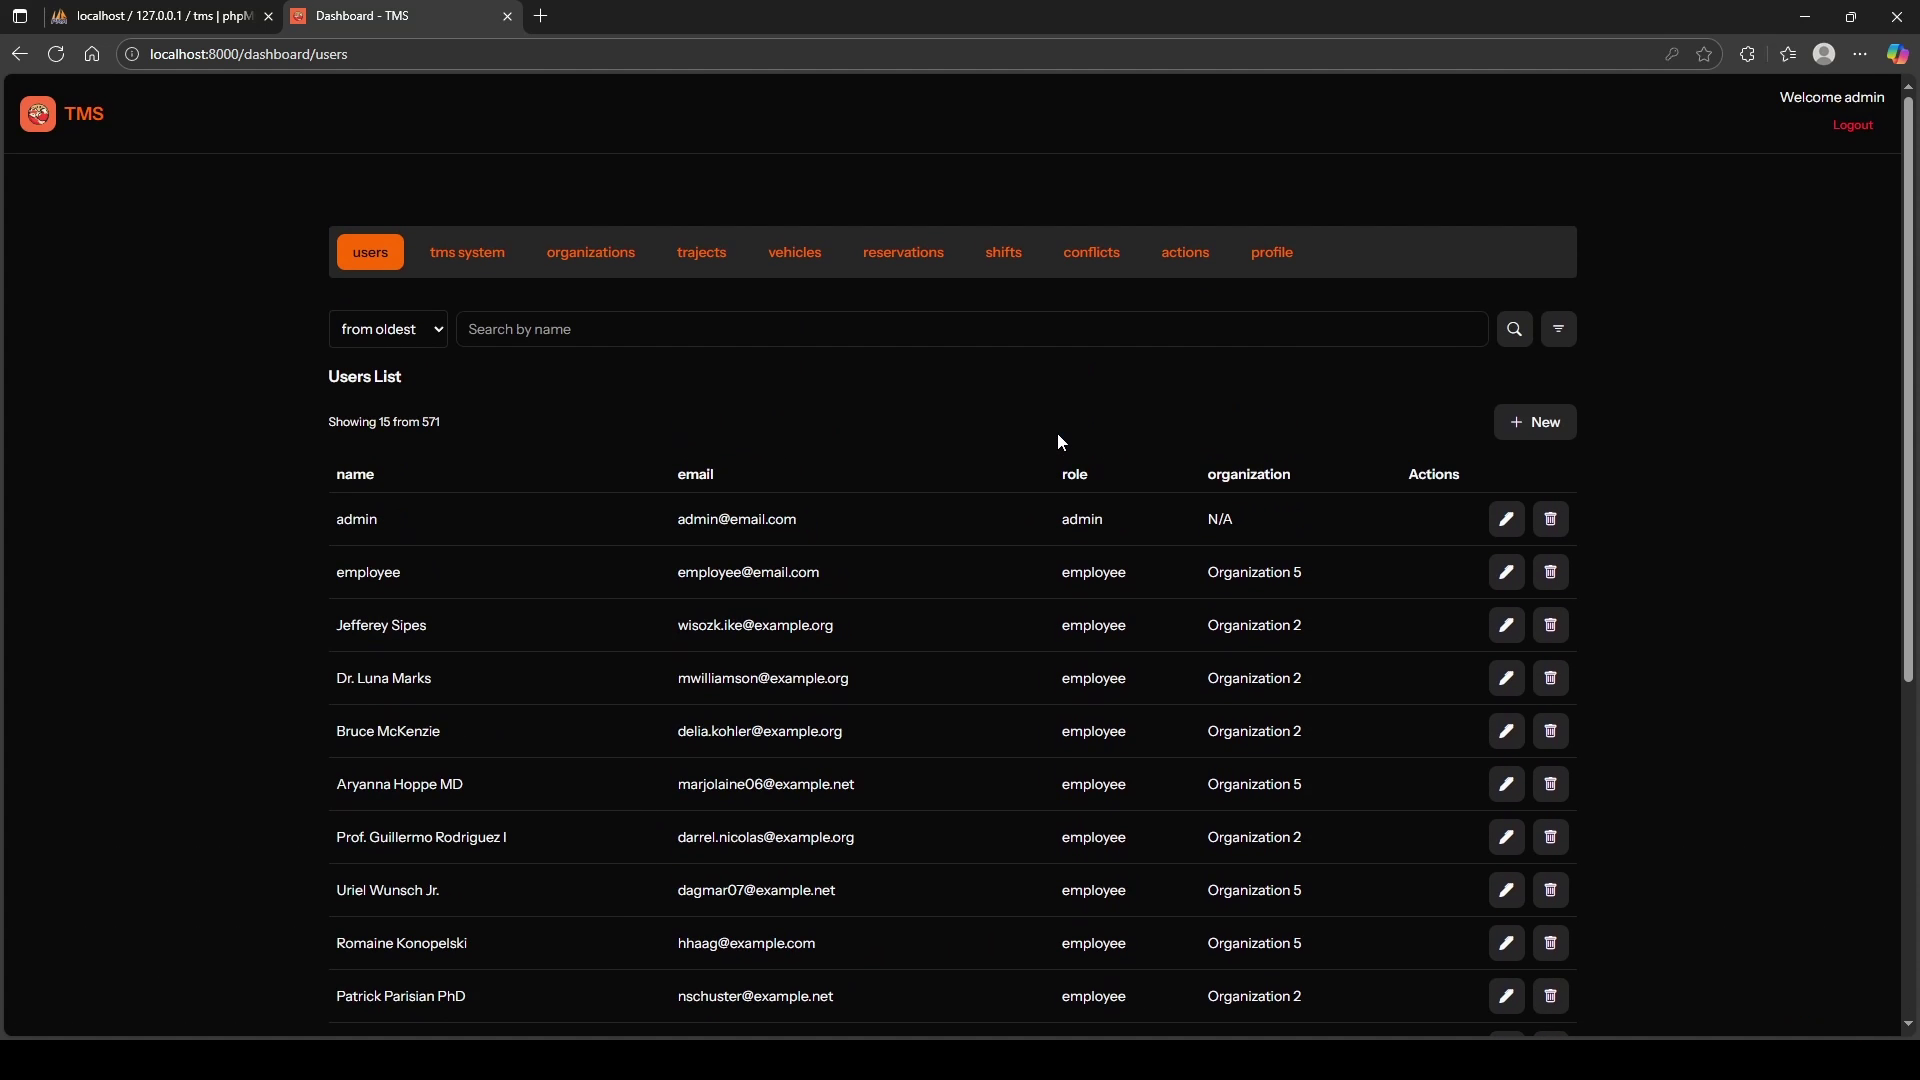 localhost / 127.0.0.1 / tms | phpM
Dashboard - TMS
localhost:8000/dashboard/users
TMS
Welcome admin
Logout
users tms system organizations trajects vehicles reservations shifts conflicts actions profile
from oldest Search by name
Users List
Showing 15 from 571
+ New
name email role organization Actions
admin admin@email.com admin N/A
employee employee@email.com employee Organization 5
Jefferey Sipes wisozk.ike@example.org employee Organization 2
Dr. Luna Marks mwilliamson@example.org employee Organization 2
Bruce McKenzie delia.kohler@example.org employee Organization 2
Aryanna Hoppe MD marjolaine06@example.net employee Organization 5
Prof. Guillermo Rodriguez I darrel.nicolas@example.org employee Organization 2
Uriel Wunsch Jr. dagmar07@example.net employee Organization 5
Romaine Konopelski hhaag@example.com employee Organization 5
Patrick Parisian PhD nschuster@example.net employee Organization 2